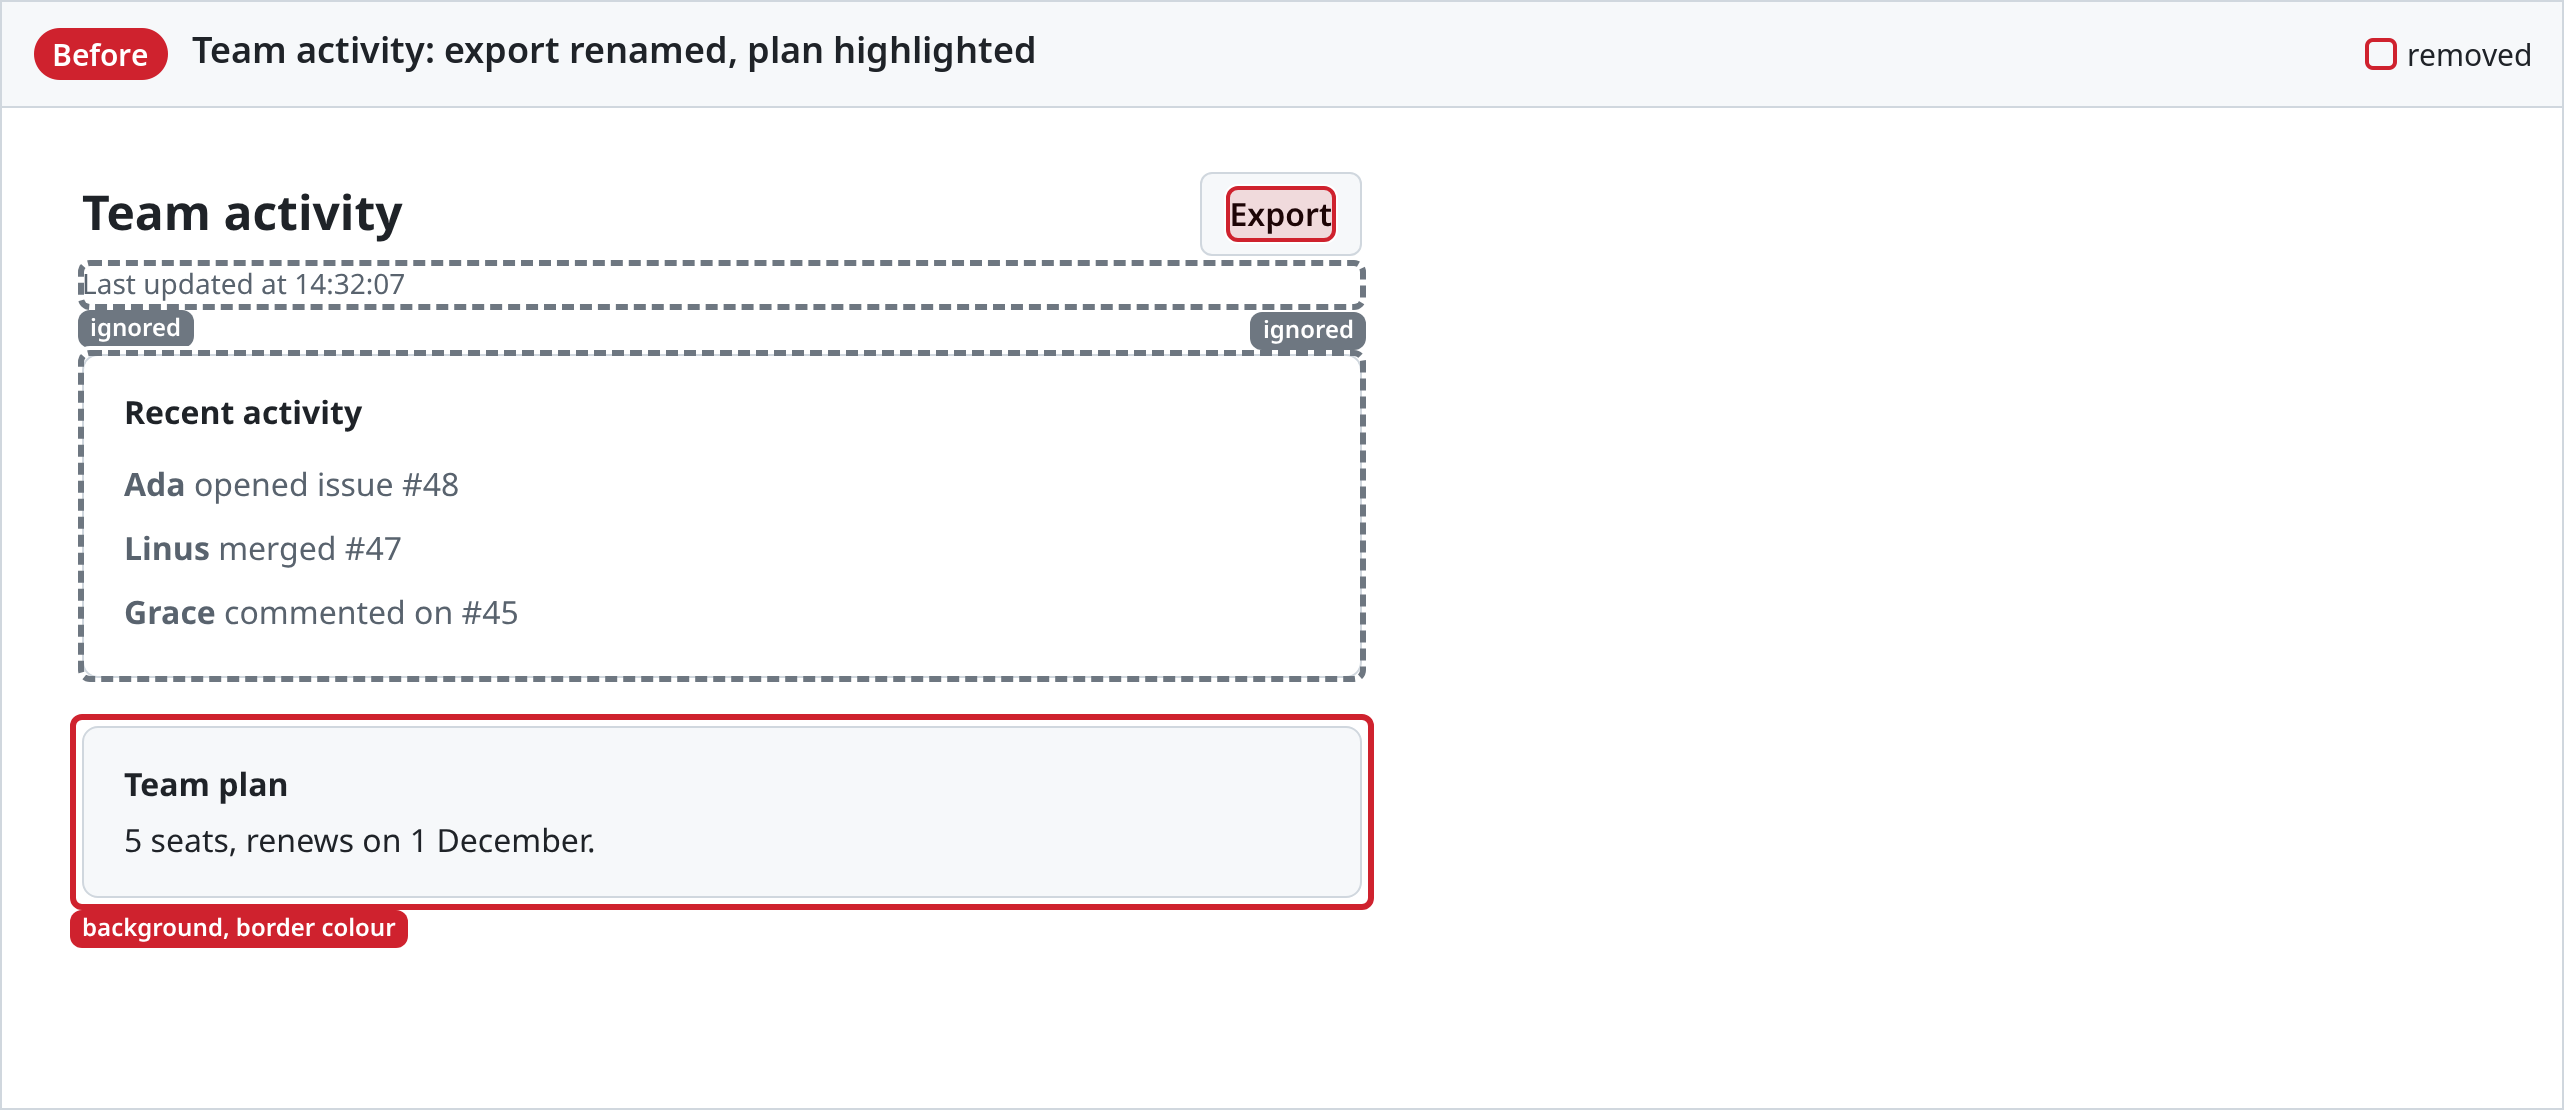 Before
Team activity: export renamed, plan highlighted
removed
Team activity
Export
Last updated at 14:32:07
ignored
ignored
Recent activity
Ada opened issue #48
Linus merged #47
Grace commented on #45
Team plan
5 seats, renews on 1 December.
background, border colour